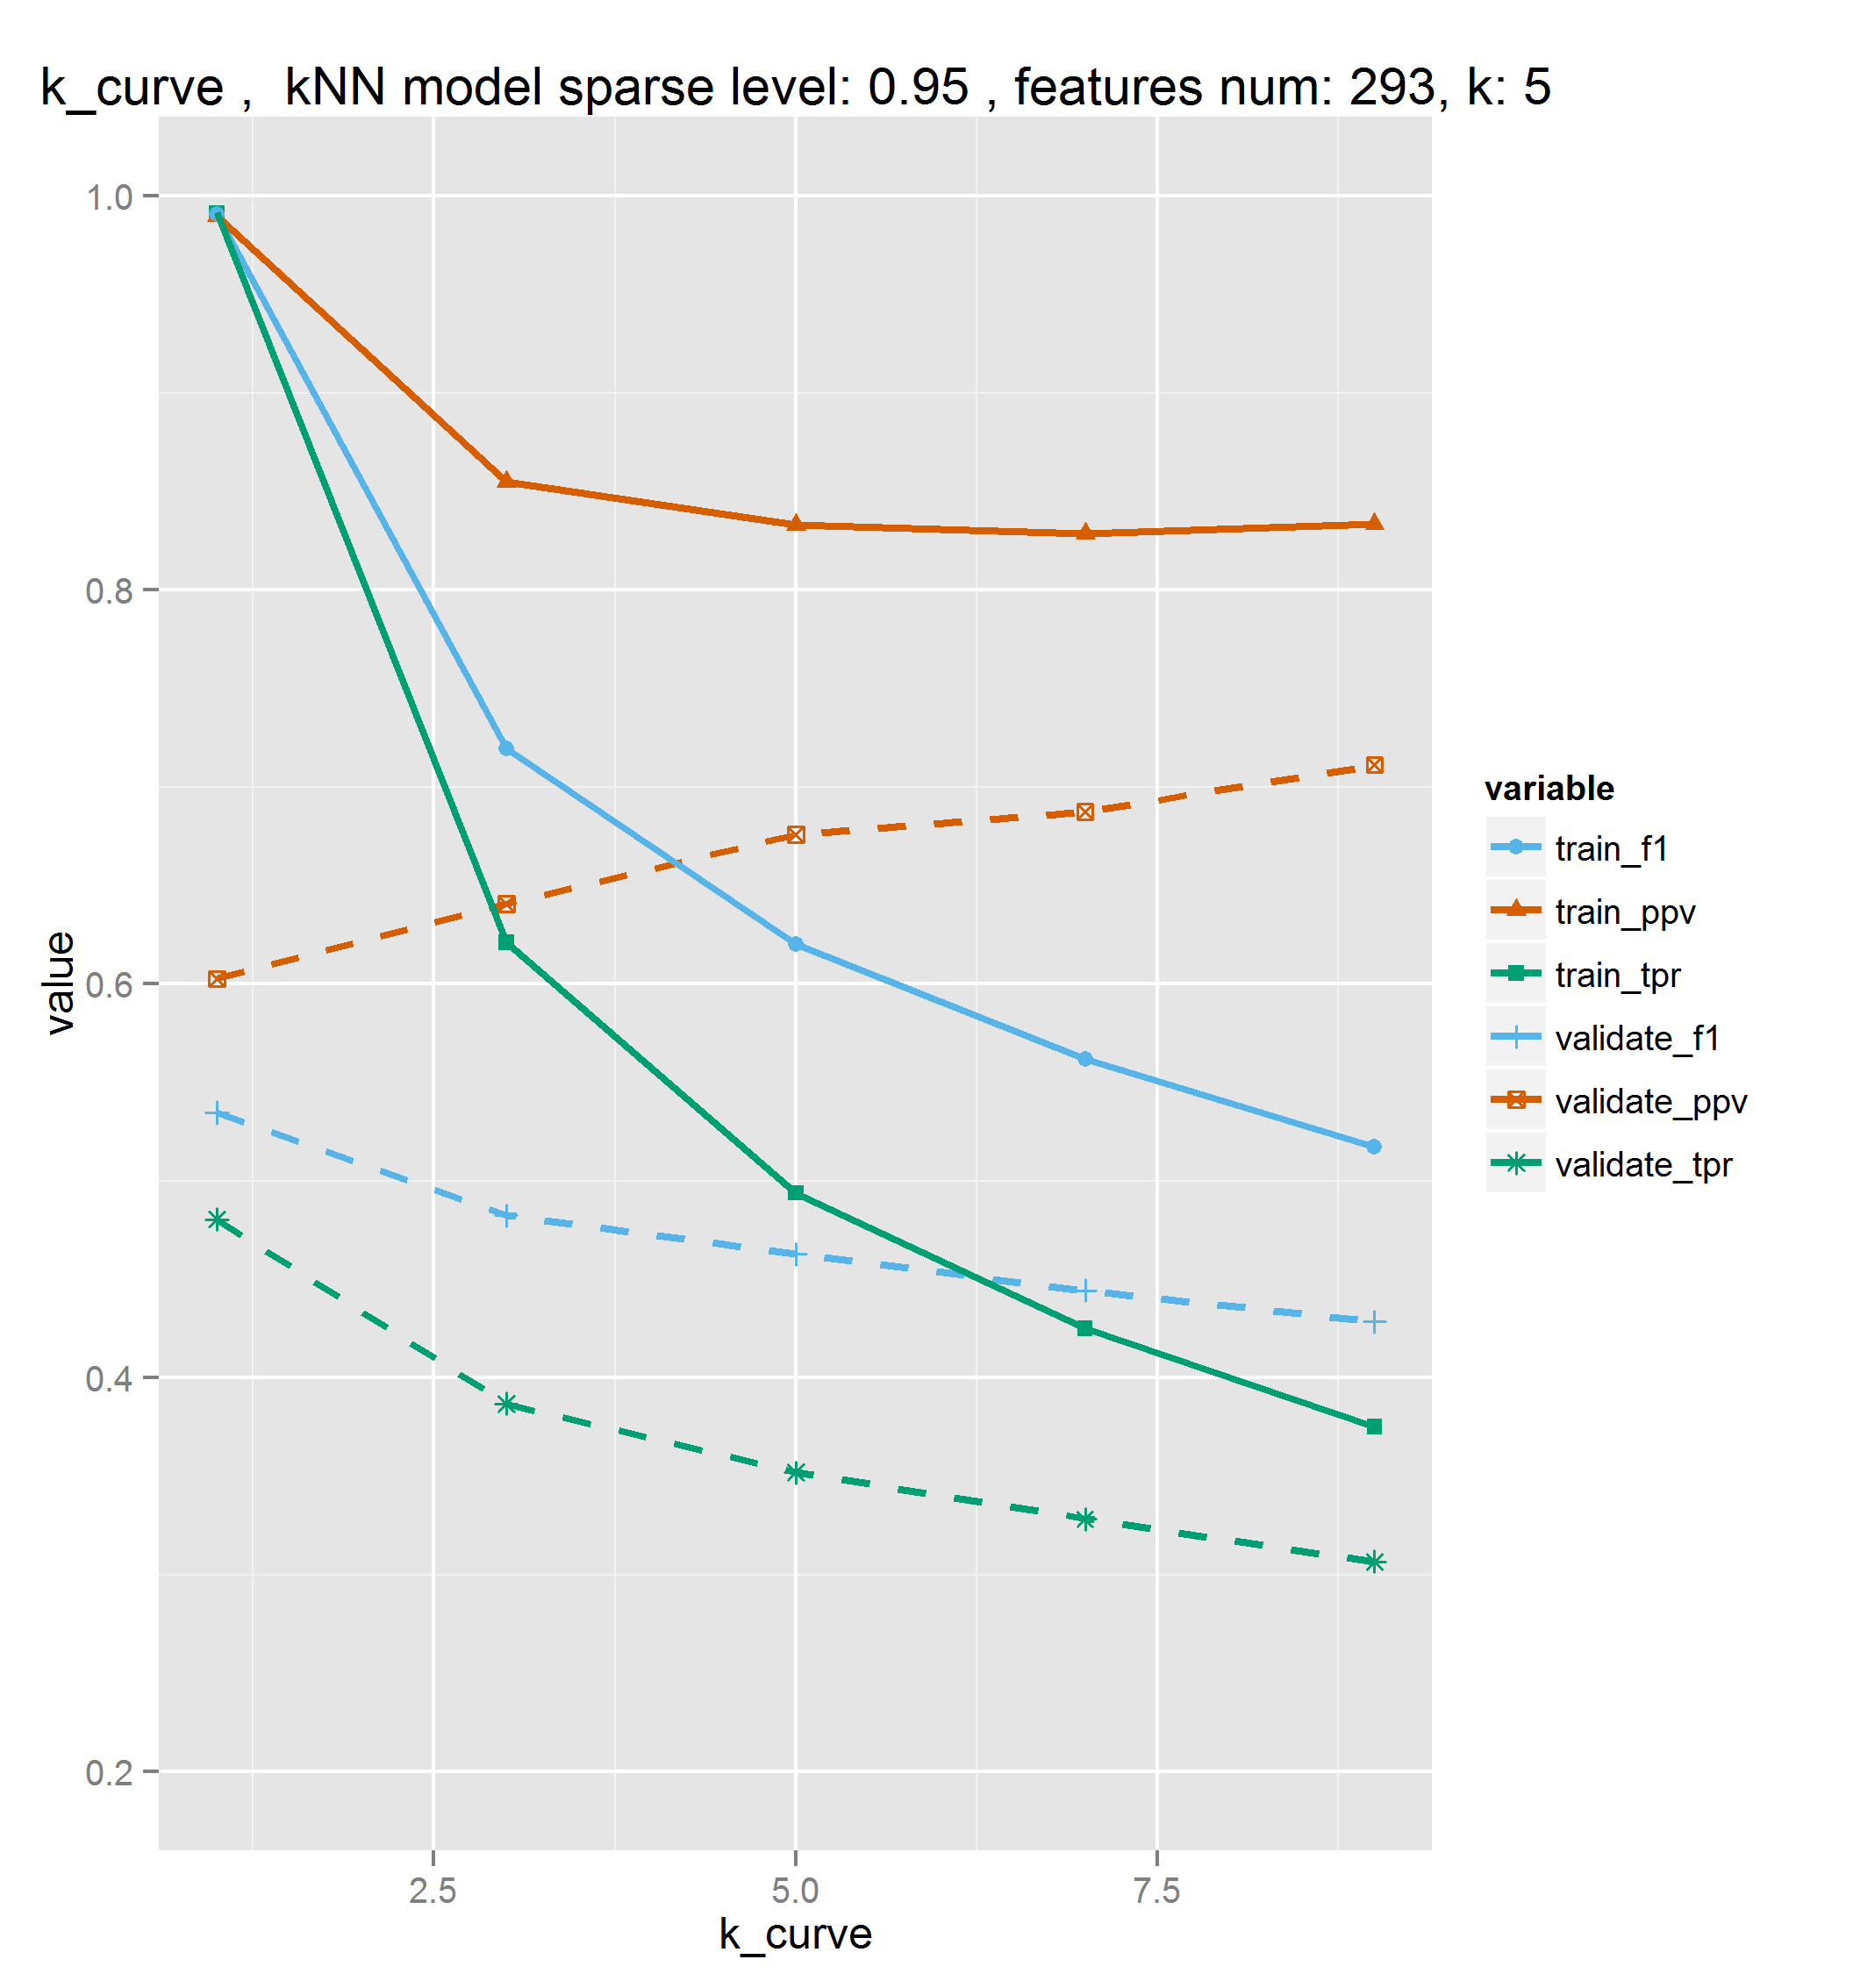 k_curve ,  kNN model sparse level: 0.95 , features num: 293, k: 5
1.0
0.8
0.6
0.4
0.2
value
2.5
5.0
7.5
k_curve
variable
train_f1
train_ppv
train_tpr
validate_f1
validate_ppv
validate_tpr